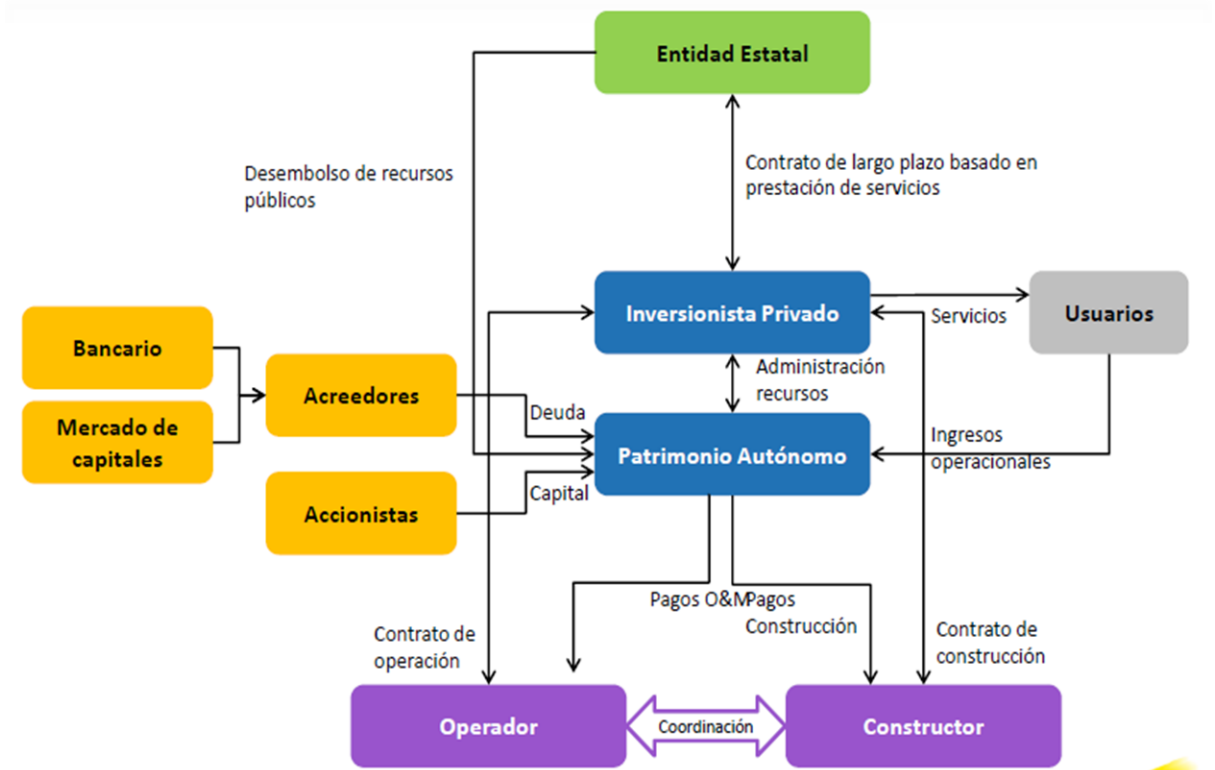 Entidad Estatal
Desembolso de recursos
públicos
Contrato de largo plazo basado en
prestación de servicios
Inversionista Privado
Servicios
Usuarios
Bancario
Mercado de
capitales
Acreedores
Administración
recursos
Deuda
Patrimonio Autónomo
Ingresos
operacionales
Capital
Accionistas
Pagos O&M
Pagos
Construcción
Contrato de
operación
Contrato de
construcción
Operador
Coordinación
Constructor